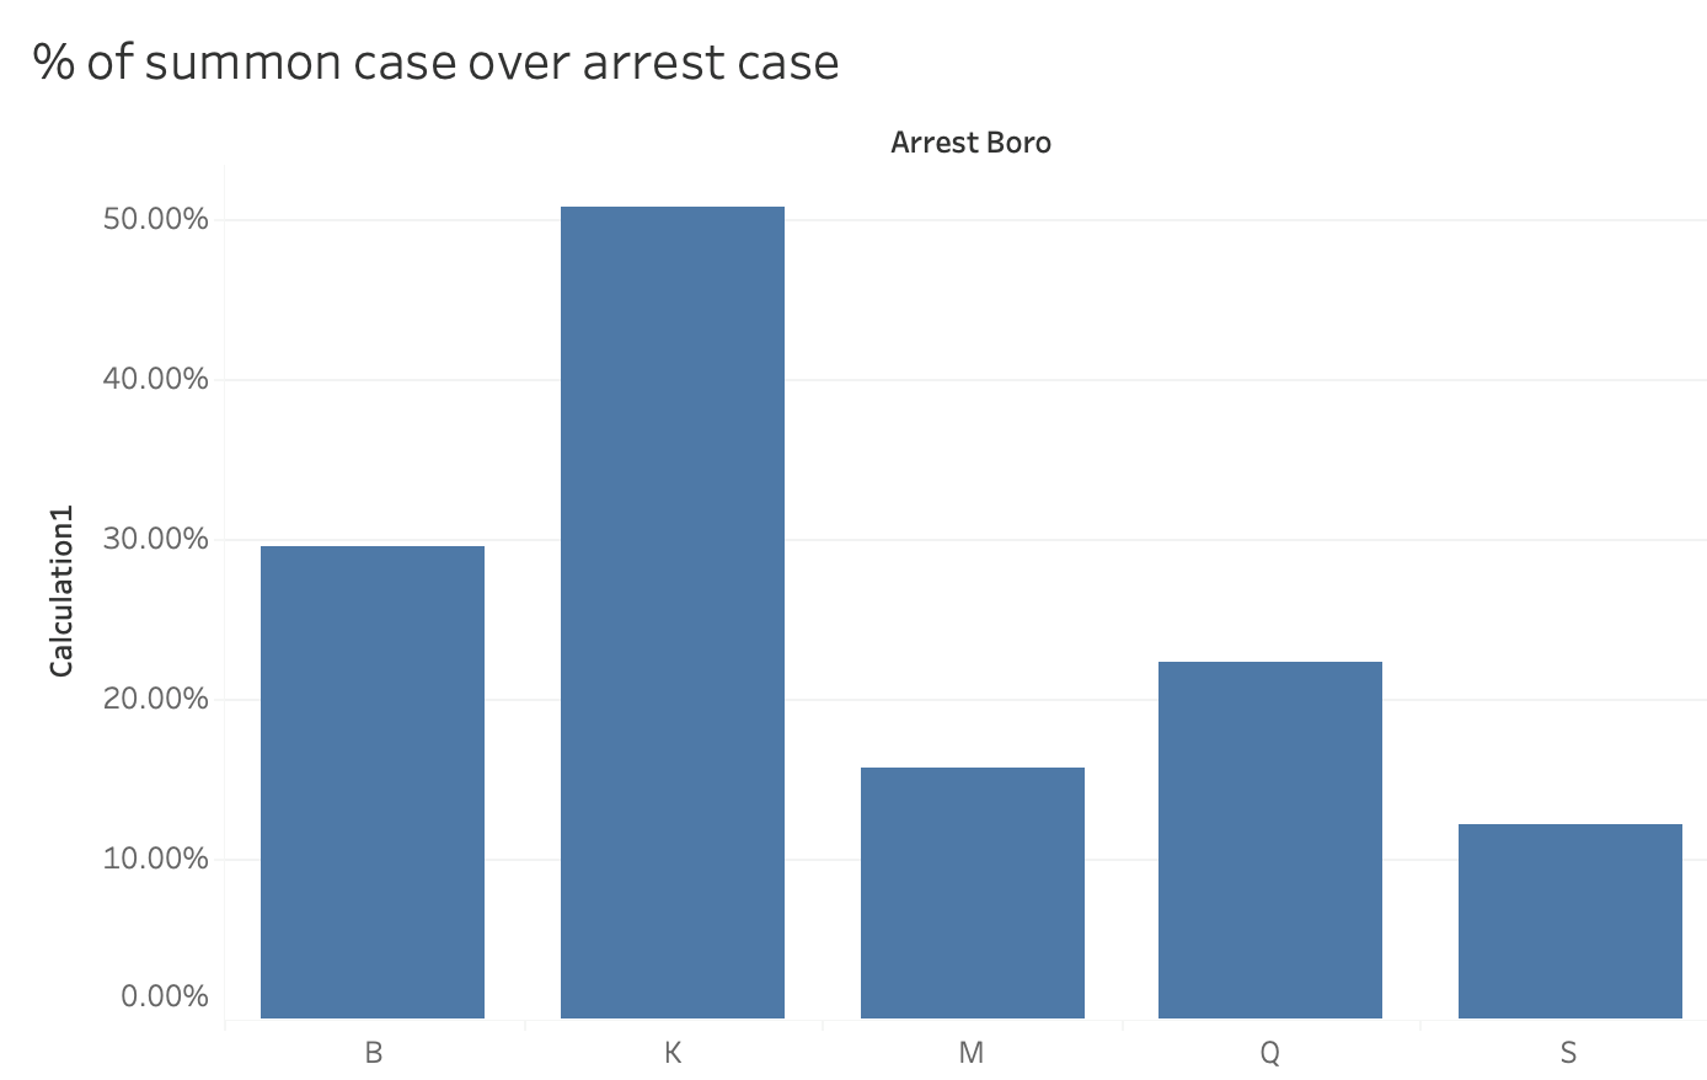 % of summon case over arrest case
Arrest Boro
50.00%
40.00%
30.00%
20.00%
10.00%
0.00%
Calculation1
B K M Q S